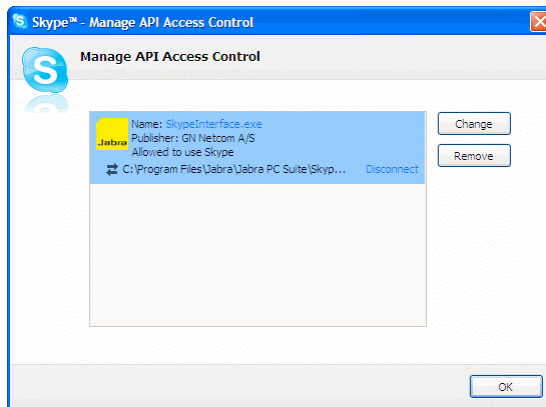 Skype™ - Manage API Access Control
Manage API Access Control
S
Jabra
Name: SkypeInterface.exe
Publisher: GN Netcom A/S
Allowed to use Skype
C:\Program Files\Jabra\Jabra PC Suite\Skyp... Disconnect
Change
Remove
OK